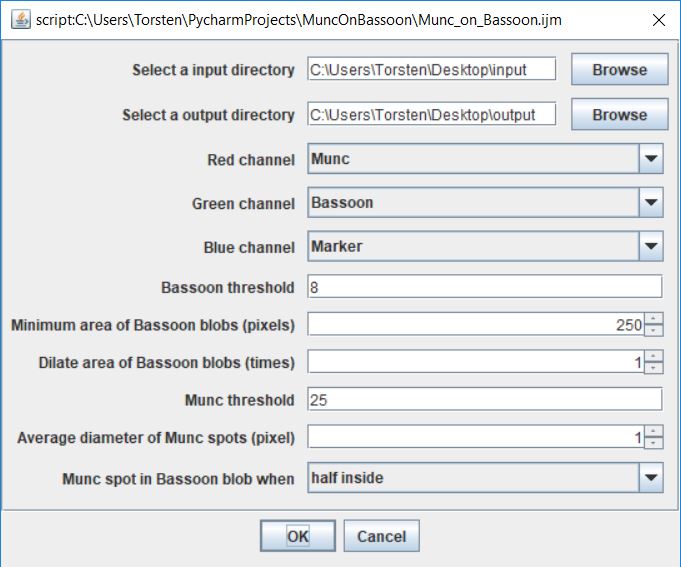 script:C:\Users\Torsten\PycharmProjects\MuncOnBassoon\Munc_on_Bassoon.ijm
Select a input directory C:\Users\Torsten\Desktop\input Browse
Select a output directory C:\Users\Torsten\Desktop\output Browse
Red channel Munc
Green channel Bassoon
Blue channel Marker
Bassoon threshold 8
Minimum area of Bassoon blobs (pixels) 250
Dilate area of Bassoon blobs (times) 1
Munc threshold 25
Average diameter of Munc spots (pixel) 1
Munc spot in Bassoon blob when half inside
OK Cancel